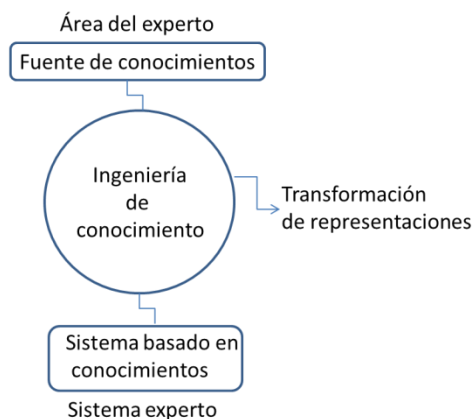 Área del experto
Fuente de conocimientos
Ingeniería
de
conocimiento
Transformación
de representaciones
Sistema basado en
conocimientos
Sistema experto